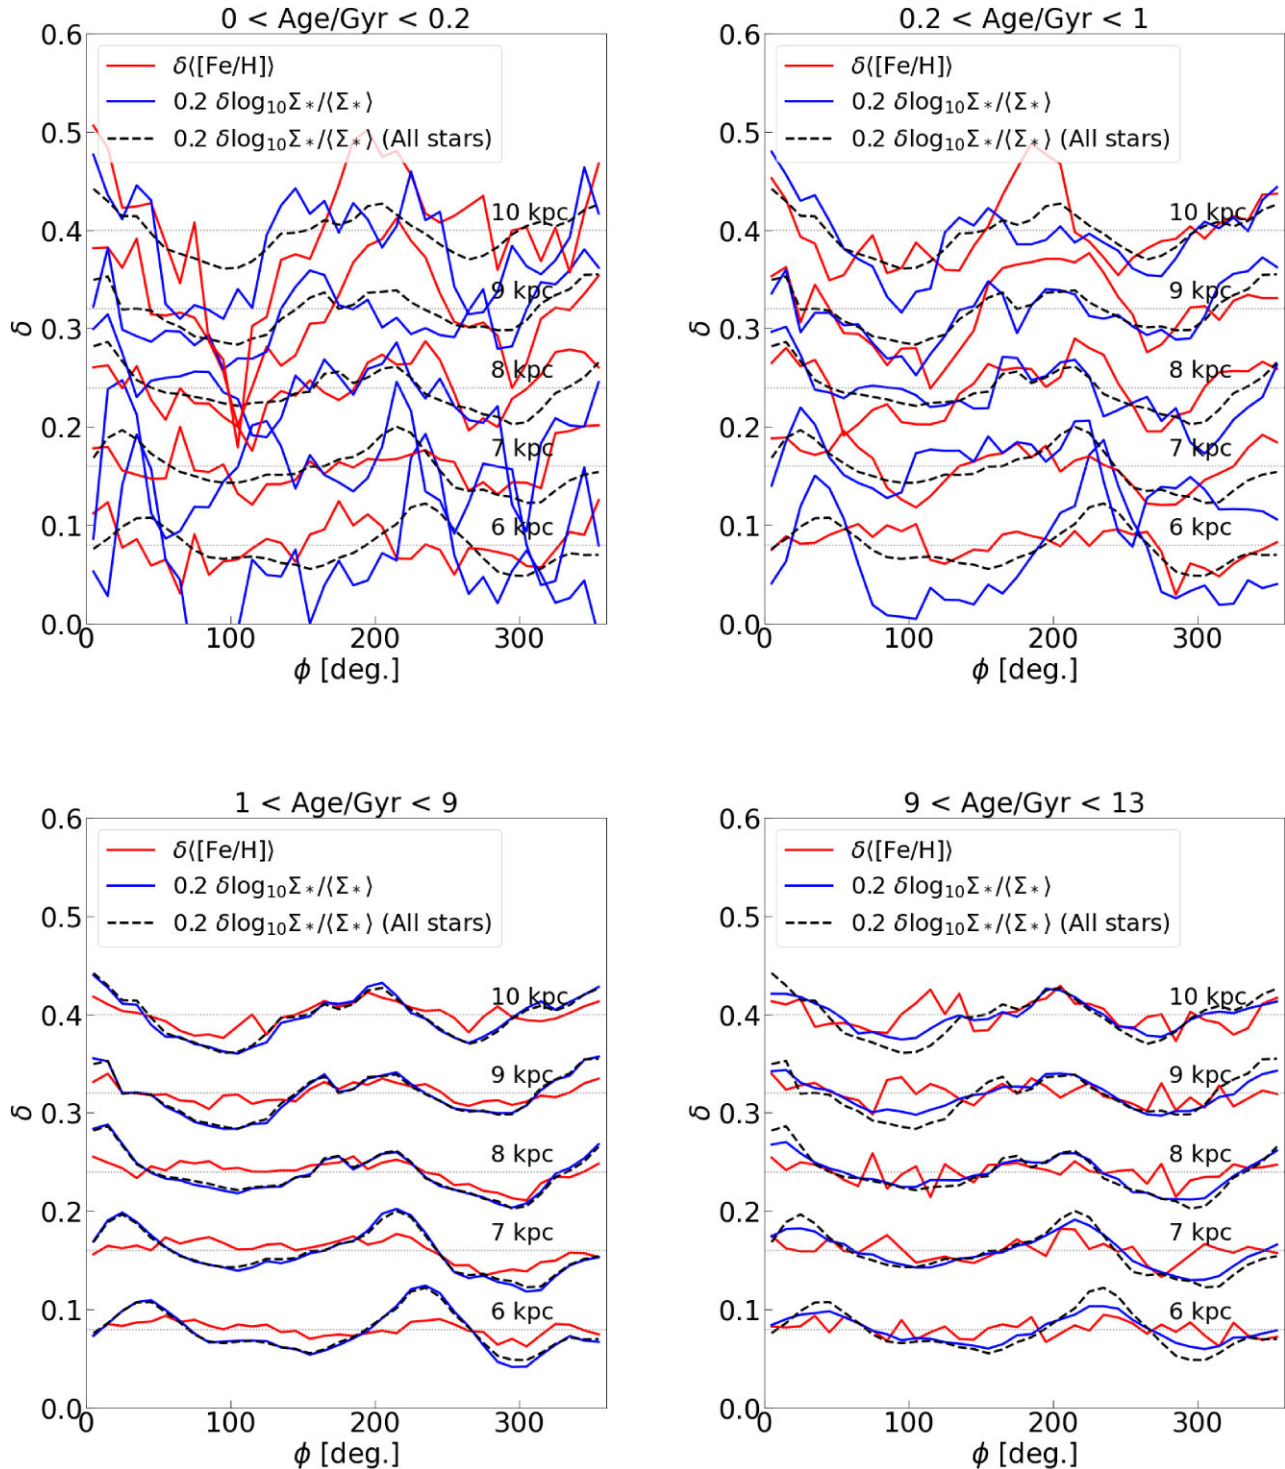 0 < Age/Gyr < 0.2
0.6
0.5
0.4
0.3
0.2
0.1
0.0
δ
δ⟨[Fe/H]⟩
0.2 δlog₁₀Σ*/⟨Σ*⟩
0.2 δlog₁₀Σ*/⟨Σ*⟩ (All stars)
10 kpc
9 kpc
8 kpc
7 kpc
6 kpc
0
100
200
300
ϕ [deg.]
0.2 < Age/Gyr < 1
0.6
0.5
0.4
0.3
0.2
0.1
0.0
δ
δ⟨[Fe/H]⟩
0.2 δlog₁₀Σ*/⟨Σ*⟩
0.2 δlog₁₀Σ*/⟨Σ*⟩ (All stars)
10 kpc
9 kpc
8 kpc
7 kpc
6 kpc
0
100
200
300
ϕ [deg.]
1 < Age/Gyr < 9
0.6
0.5
0.4
0.3
0.2
0.1
0.0
δ
δ⟨[Fe/H]⟩
0.2 δlog₁₀Σ*/⟨Σ*⟩
0.2 δlog₁₀Σ*/⟨Σ*⟩ (All stars)
10 kpc
9 kpc
8 kpc
7 kpc
6 kpc
0
100
200
300
ϕ [deg.]
9 < Age/Gyr < 13
0.6
0.5
0.4
0.3
0.2
0.1
0.0
δ
δ⟨[Fe/H]⟩
0.2 δlog₁₀Σ*/⟨Σ*⟩
0.2 δlog₁₀Σ*/⟨Σ*⟩ (All stars)
10 kpc
9 kpc
8 kpc
7 kpc
6 kpc
0
100
200
300
ϕ [deg.]